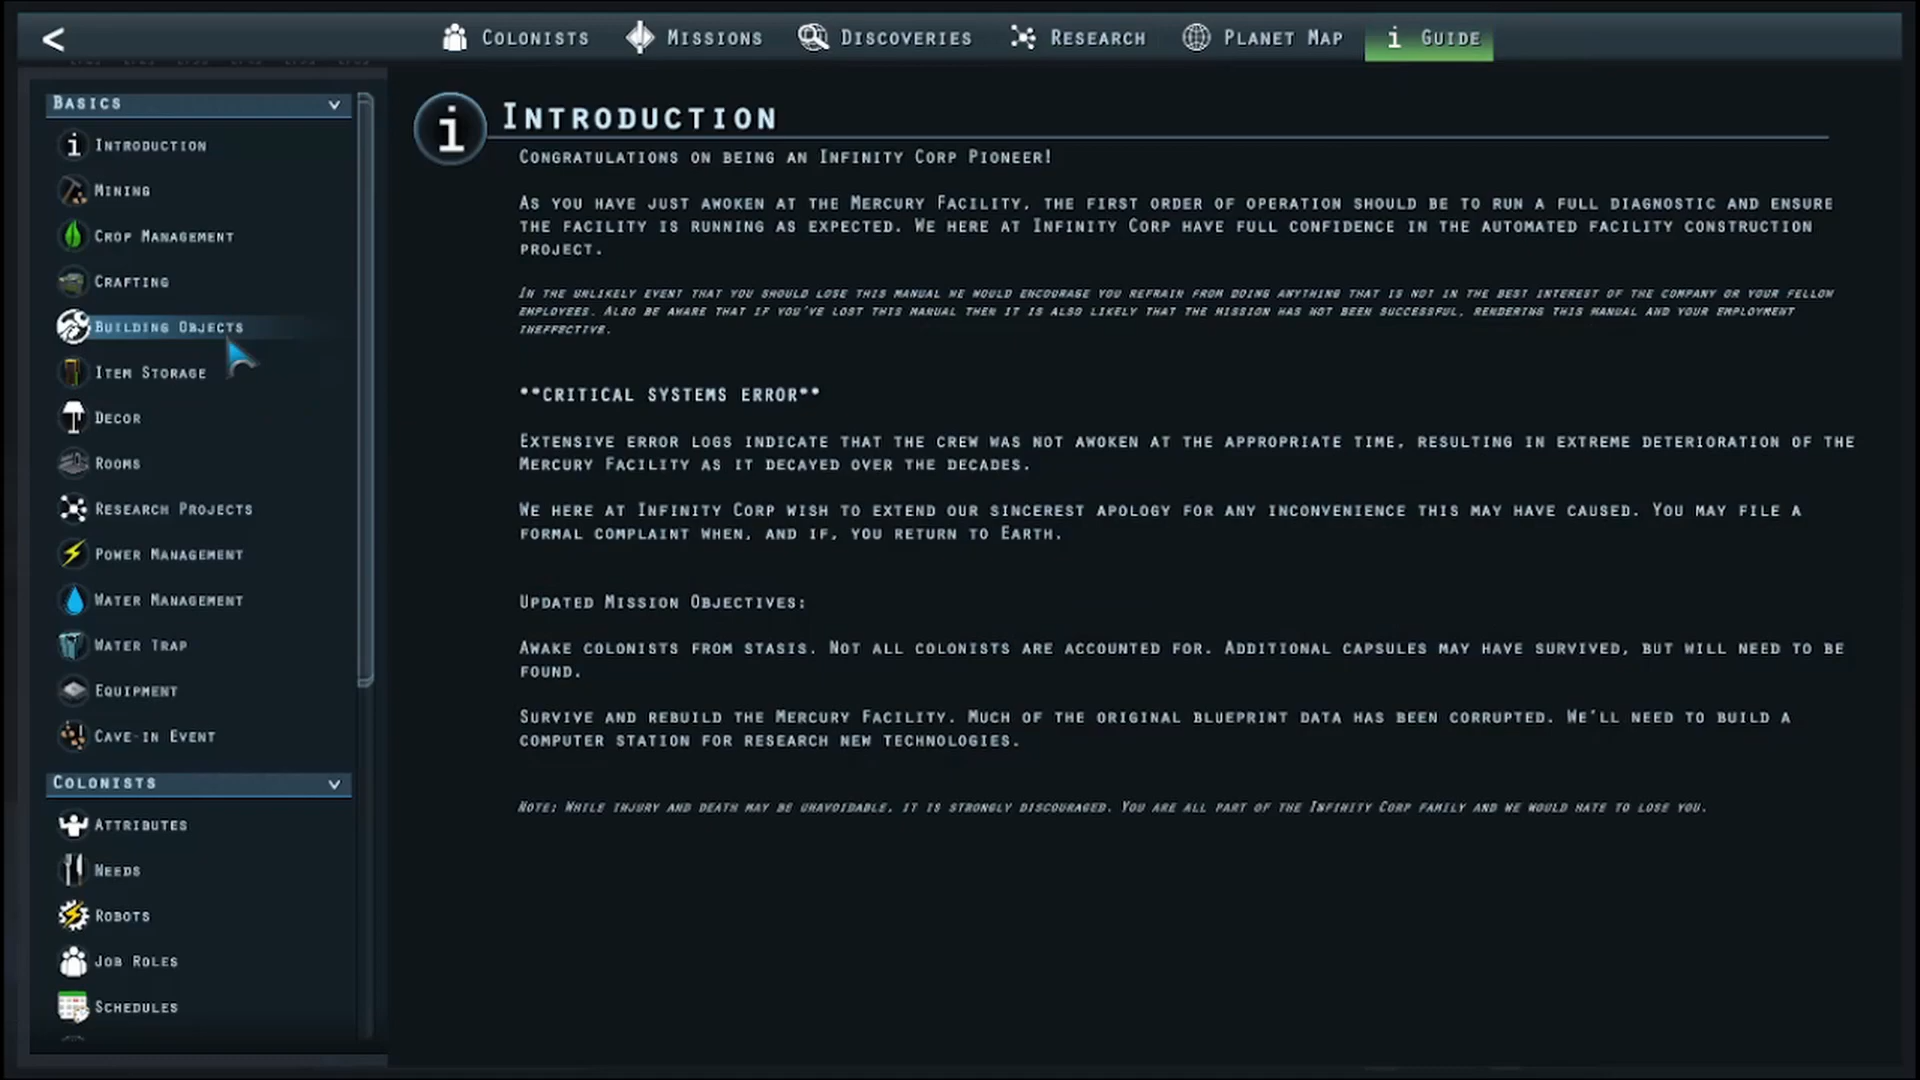 <
Colonists
Missions
Discoveries
Research
Planet Map
Guide
Basics
Introduction
Mining
Crop Management
Crafting
Building Objects
Item Storage
Decor
Rooms
Research Projects
Power Management
Water Management
Water Trap
Equipment
Cave-in Event
Colonists
Attributes
Needs
Robots
Job Roles
Schedules
Introduction
Congratulations on being an Infinity Corp Pioneer!
As you have just awoken at the Mercury Facility, the first order of operation should be to run a full diagnostic and ensure
the facility is running as expected. We here at Infinity Corp have full confidence in the automated facility construction
project.
In the unlikely event that you should lose this manual we would encourage you refrain from doing anything that is not in the best interest of the company or your fellow
employees. Also be aware that if you've lost this manual then it is also likely that the mission has not been successful, rendering this manual and your employment
ineffective.
**CRITICAL SYSTEMS ERROR**
Extensive error logs indicate that the crew was not awoken at the appropriate time, resulting in extreme deterioration of the
Mercury Facility as it decayed over the decades.
We here at Infinity Corp wish to extend our sincerest apology for any inconvenience this may have caused. You may file a
formal complaint when, and if, you return to Earth.
Updated Mission Objectives:
Awake colonists from stasis. Not all colonists are accounted for. Additional capsules may have survived, but will need to be
found.
Survive and rebuild the Mercury Facility. Much of the original blueprint data has been corrupted. We'll need to build a
computer station for research new technologies.
Note: While injury and death may be unavoidable, it is strongly discouraged. You are all part of the Infinity Corp family and we would hate to lose you.